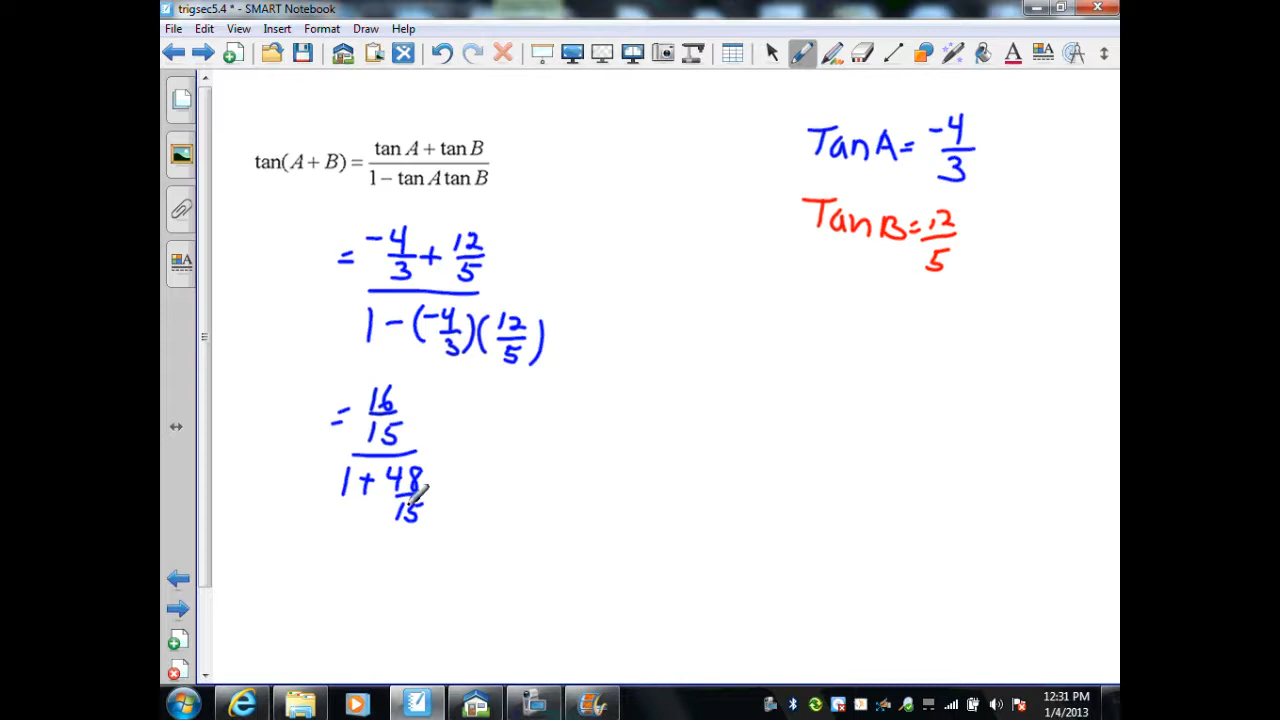 trigsec5.4 * - SMART Notebook
File Edit View Insert Format Draw Help
tan(A + B) = (tan A + tan B)/(1 − tan A tan B)
= (-4/3 + 12/5)/(1 - (-4/3)(12/5))
= (16/15)/(1 + 48/15)
Tan A = -4/3
Tan B = 12/5
12:31 PM
1/4/2013